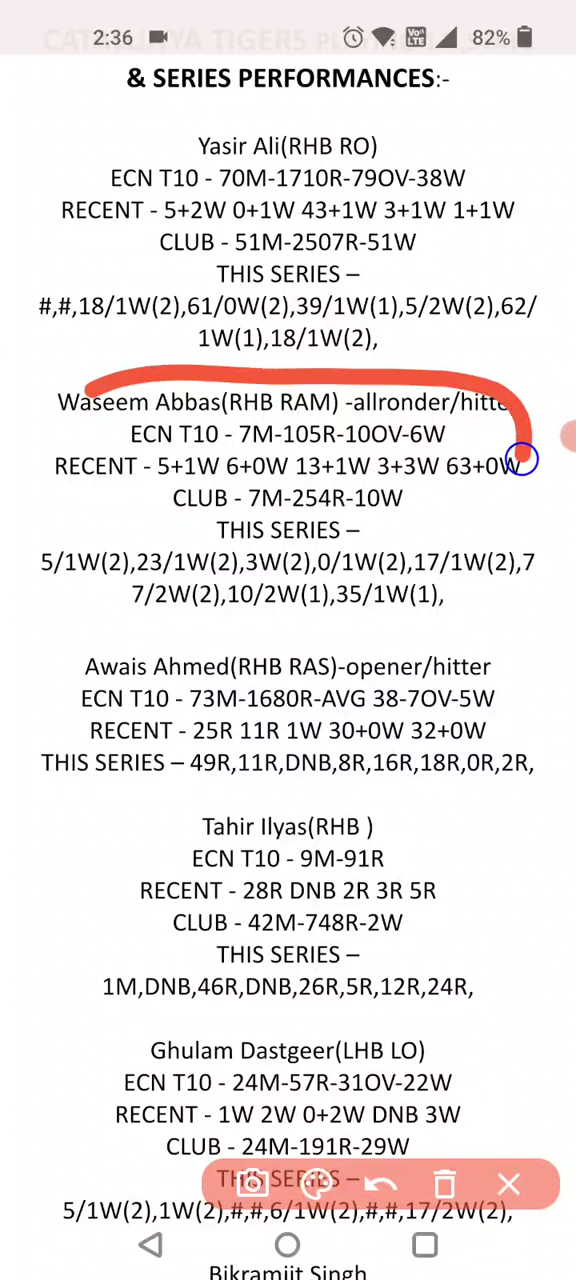 2:36
Vo
LTE
82%
CATALUNYA TIGERS
& SERIES PERFORMANCES:-
Yasir Ali(RHB RO)
ECN T10 - 70M-1710R-79OV-38W
RECENT - 5+2W 0+1W 43+1W 3+1W 1+1W
CLUB - 51M-2507R-51W
THIS SERIES –
#,#,18/1W(2),61/0W(2),39/1W(1),5/2W(2),62/
1W(1),18/1W(2),
Waseem Abbas(RHB RAM) -allronder/hitte
ECN T10 - 7M-105R-10OV-6W
RECENT - 5+1W 6+0W 13+1W 3+3W 63+0W
CLUB - 7M-254R-10W
THIS SERIES –
5/1W(2),23/1W(2),3W(2),0/1W(2),17/1W(2),7
7/2W(2),10/2W(1),35/1W(1),
Awais Ahmed(RHB RAS)-opener/hitter
ECN T10 - 73M-1680R-AVG 38-7OV-5W
RECENT - 25R 11R 1W 30+0W 32+0W
THIS SERIES – 49R,11R,DNB,8R,16R,18R,0R,2R,
Tahir Ilyas(RHB )
ECN T10 - 9M-91R
RECENT - 28R DNB 2R 3R 5R
CLUB - 42M-748R-2W
THIS SERIES –
1M,DNB,46R,DNB,26R,5R,12R,24R,
Ghulam Dastgeer(LHB LO)
ECN T10 - 24M-57R-31OV-22W
RECENT - 1W 2W 0+2W DNB 3W
CLUB - 24M-191R-29W
THIS SERIES –
5/1W(2),1W(2),#,#,6/1W(2),#,#,17/2W(2),
Bikramjit Singh